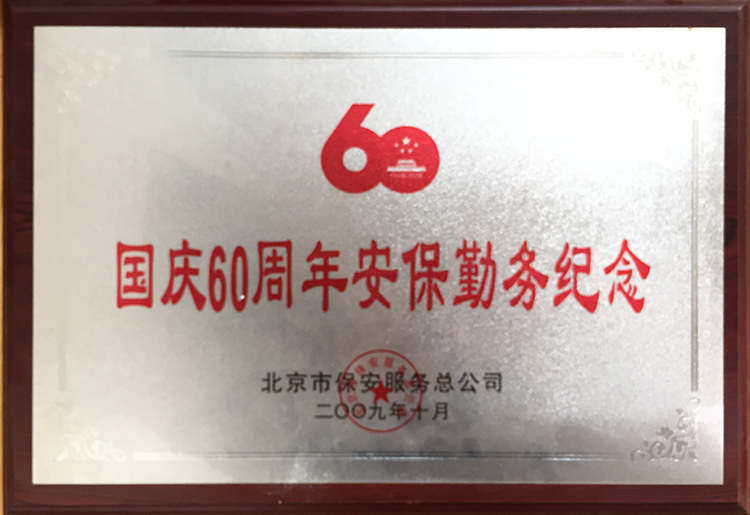 60
国庆60周年安保勤务纪念
北京市保安服务总公司
二〇〇九年十月